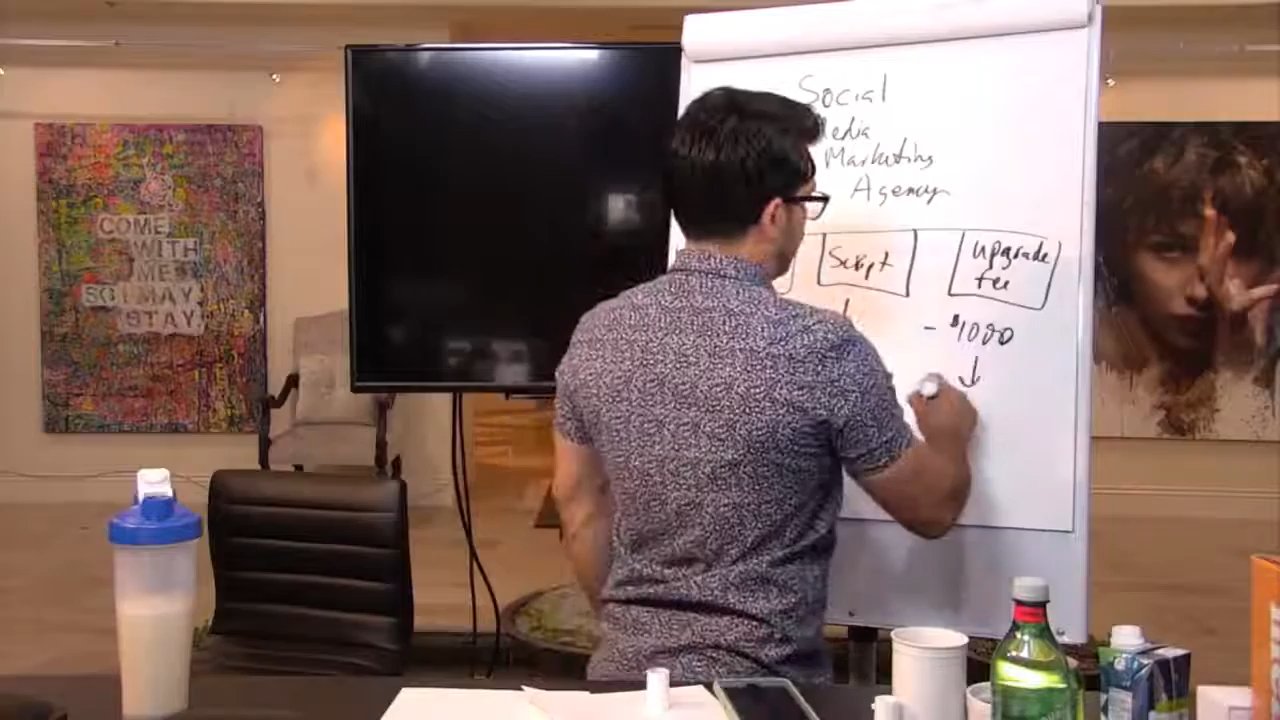 COME
WITH
ME
SO I MAY
STAY.
Social
Media
Marketing
Agency
Script
upgrade
fee
- $1000